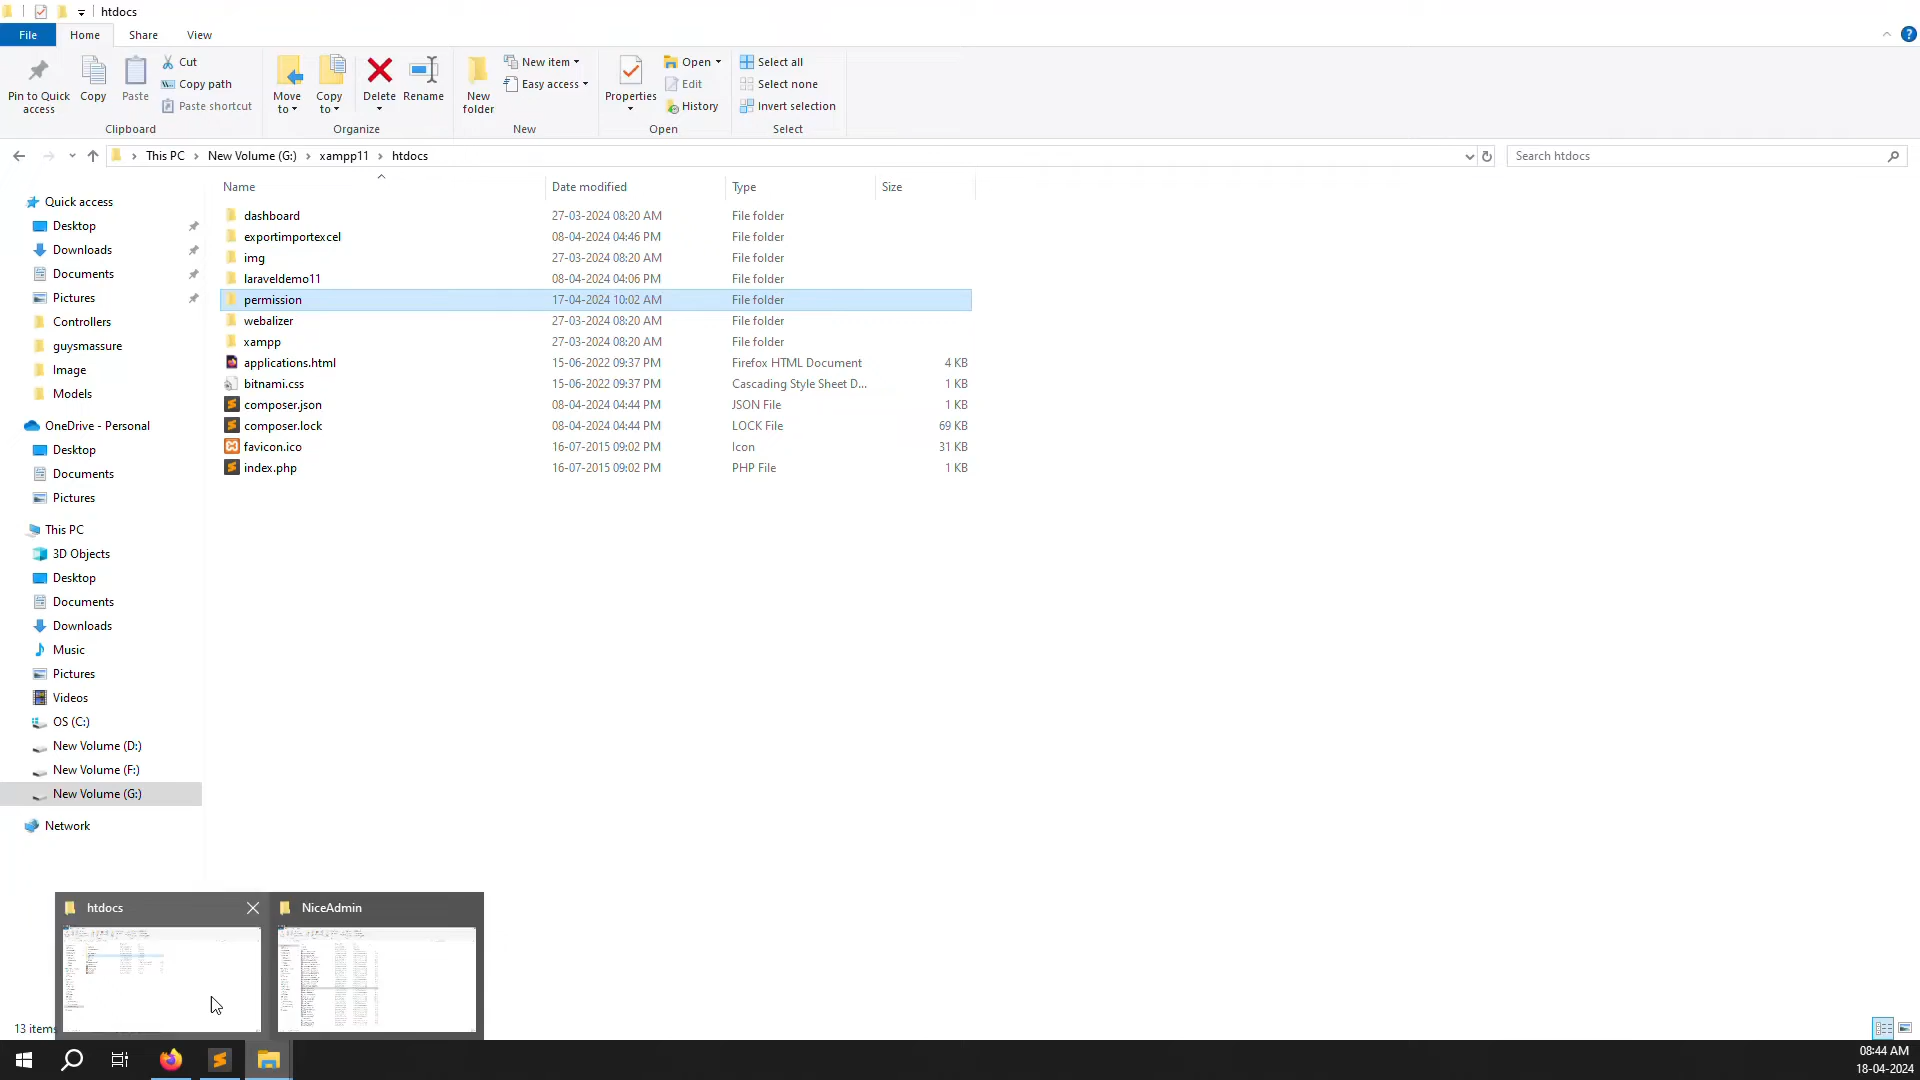 htdocs
File Home Share View
Pin to Quick access
Copy
Paste
Cut
Copy path
Paste shortcut
Clipboard
Move to
Copy to
Delete
Rename
Organize
New folder
New item
Easy access
New
Properties
Open
Edit
History
Open
Select all
Select none
Invert selection
Select
This PC New Volume (G:) xampp11 htdocs
Search htdocs
Name Date modified Type Size
dashboard 27-03-2024 08:20 AM File folder
exportimportexcel 08-04-2024 04:46 PM File folder
img 27-03-2024 08:20 AM File folder
laraveldemo11 08-04-2024 04:06 PM File folder
permission 17-04-2024 10:02 AM File folder
webalizer 27-03-2024 08:20 AM File folder
xampp 27-03-2024 08:20 AM File folder
applications.html 15-06-2022 09:37 PM Firefox HTML Document 4 KB
bitnami.css 15-06-2022 09:37 PM Cascading Style Sheet D... 1 KB
composer.json 08-04-2024 04:44 PM JSON File 1 KB
composer.lock 08-04-2024 04:44 PM LOCK File 69 KB
favicon.ico 16-07-2015 09:02 PM Icon 31 KB
index.php 16-07-2015 09:02 PM PHP File 1 KB
Quick access
Desktop
Downloads
Documents
Pictures
Controllers
guysmassure
Image
Models
OneDrive - Personal
Desktop
Documents
Pictures
This PC
3D Objects
Desktop
Documents
Downloads
Music
Pictures
Videos
OS (C:)
New Volume (D:)
New Volume (F:)
New Volume (G:)
Network
htdocs
NiceAdmin
13 items
08:44 AM
18-04-2024